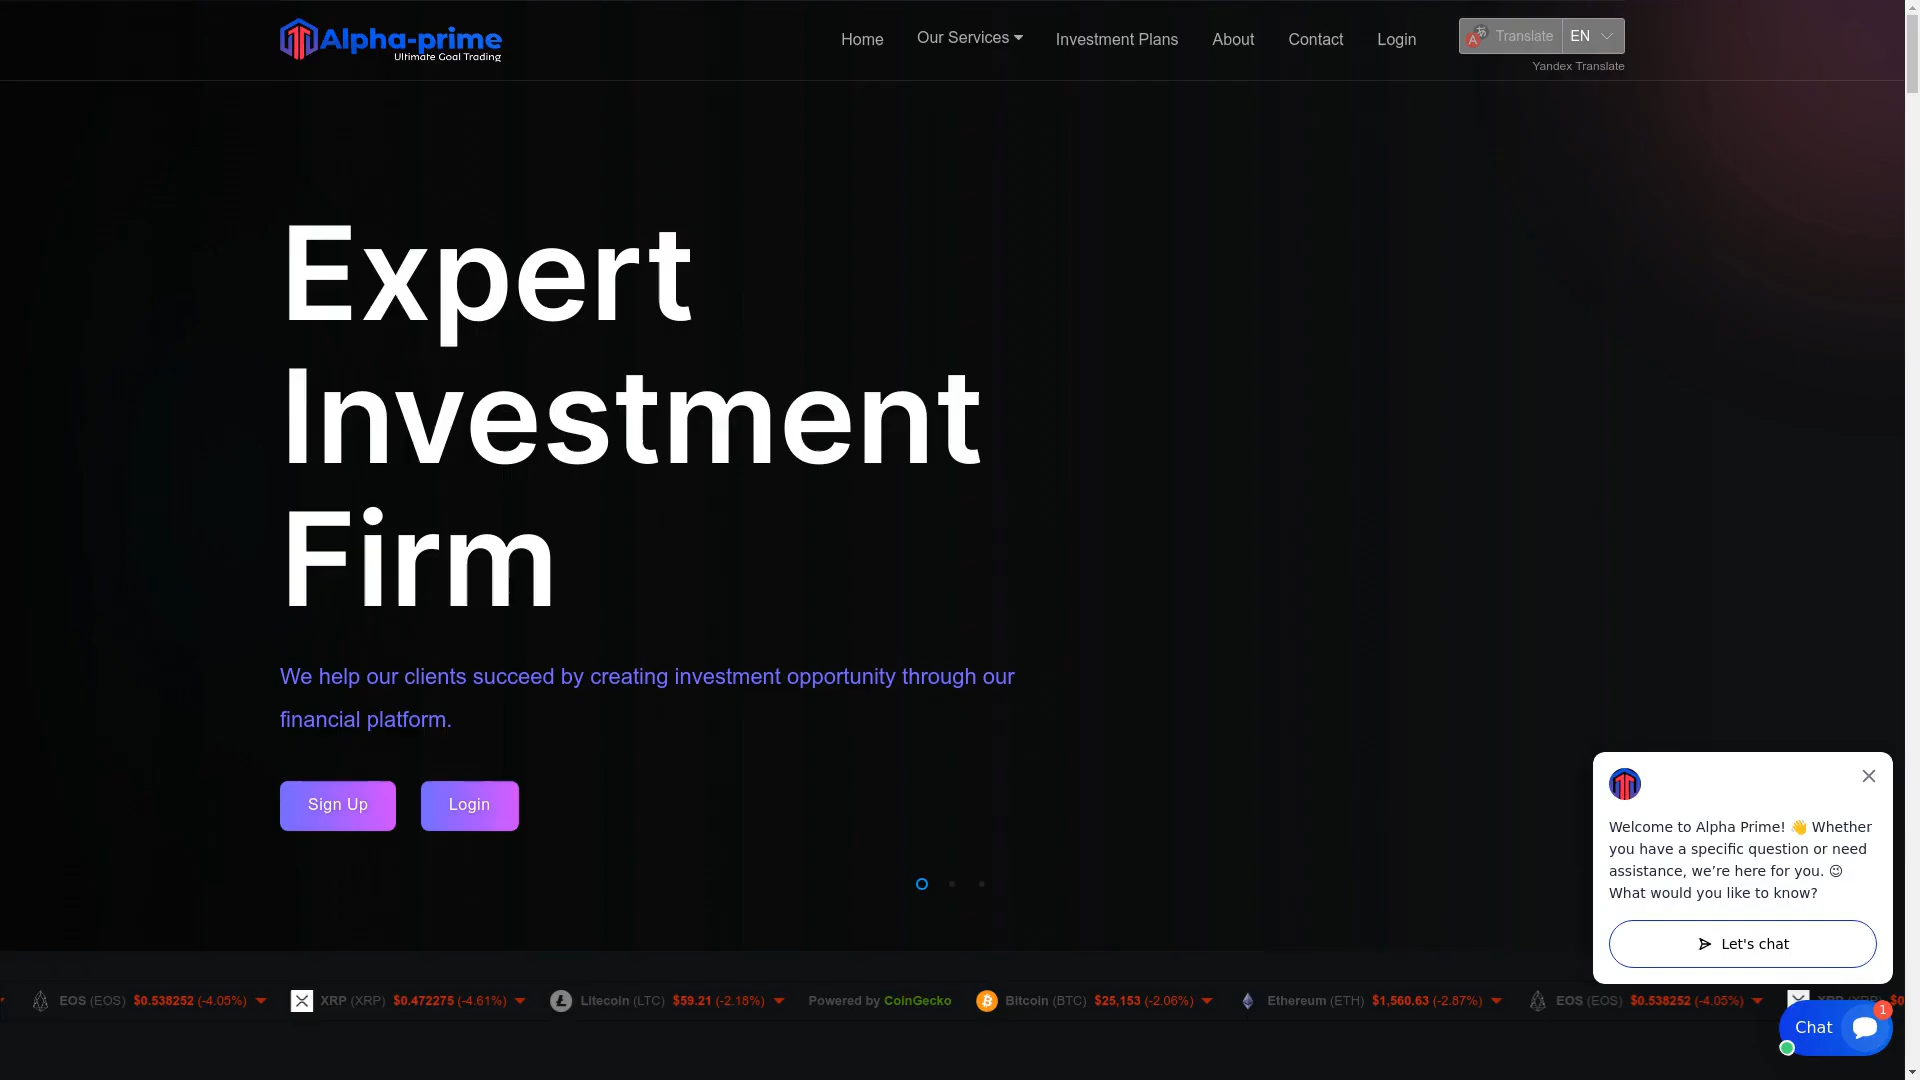 Alpha-prime
Ultimate Goal Trading
Home
Our Services
Investment Plans
About
Contact
Login
Translate
EN
Yandex Translate
Expert
Investment
Firm
We help our clients succeed by creating investment opportunity through our
financial platform.
Sign Up
Login
Welcome to Alpha Prime! 👋 Whether
you have a specific question or need
assistance, we’re here for you. 😉
What would you like to know?
Let's chat
EOS (EOS) $0.538252 (-4.05%)
XRP (XRP) $0.472275 (-4.61%)
Litecoin (LTC) $59.21 (-2.18%)
Powered by CoinGecko
Bitcoin (BTC) $25,153 (-2.06%)
Ethereum (ETH) $1,560.63 (-2.87%)
EOS (EOS) $0.538252 (-4.05%)
Chat
1